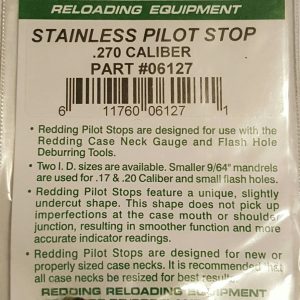 RELOADING EQUIPMENT
STAINLESS PILOT STOP
.270 CALIBER
PART #06127
6 11760 06127 1
• Redding Pilot Stops are designed for use with the
Redding Case Neck Gauge and Flash Hole
Deburring Tools.
• Two I.D. sizes are available. Smaller 9/64" mandrels
are used for .17 & .20 Caliber and small flash holes.
• Redding Pilot Stops feature a unique, slightly
undercut shape. This shape does not pick up
imperfections at the case mouth or shoulder
junction, resulting in smoother function and more
accurate indicator readings.
• Redding Pilot Stops are designed for new or
properly sized case necks. It is recommended that
all case necks be resized for best results.
REDDING RELOADING EQUIPMENT